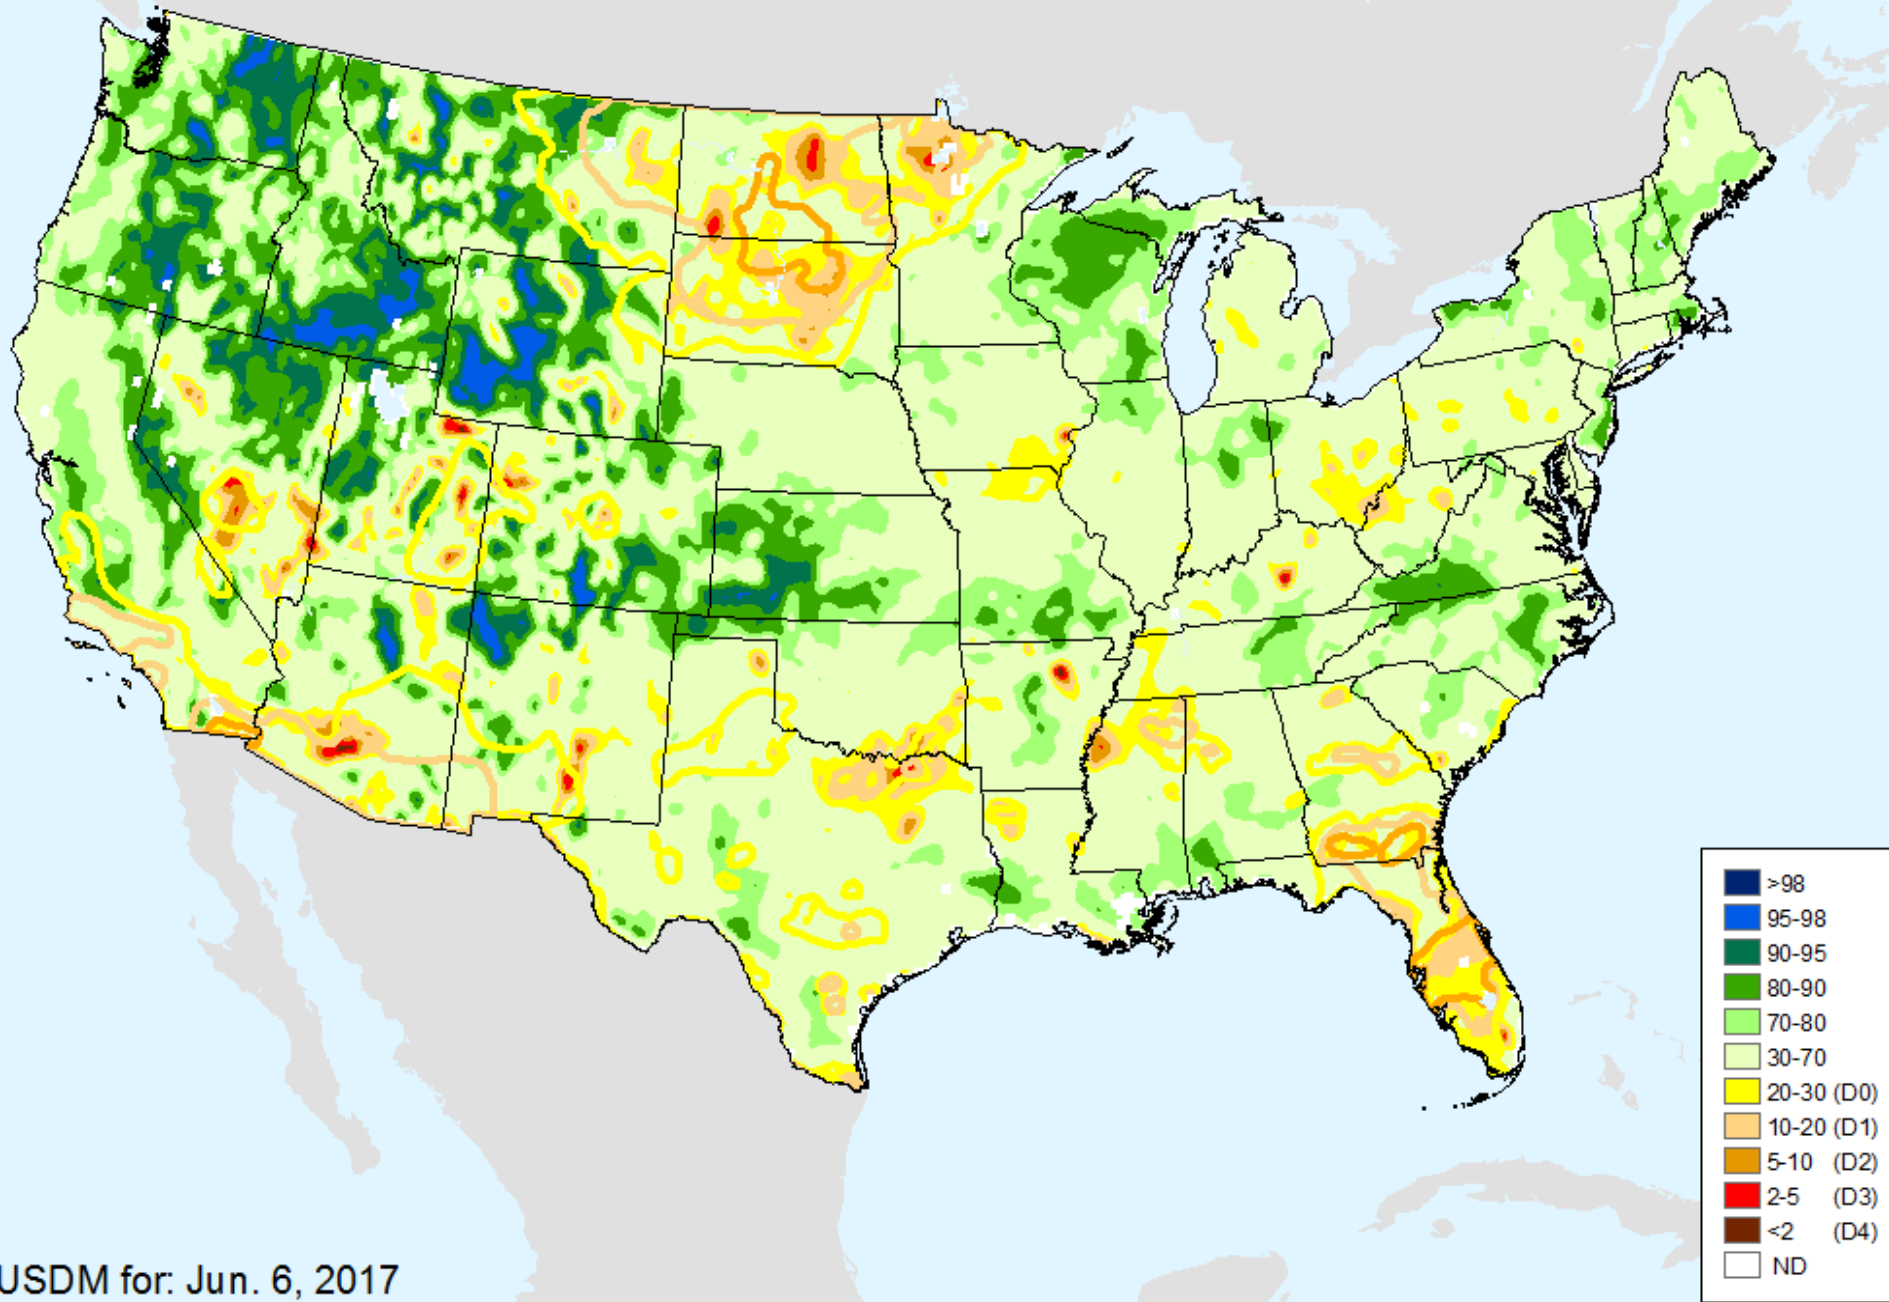 >98
95-98
90-95
80-90
70-80
30-70
20-30 (D0)
10-20 (D1)
5-10 (D2)
2-5 (D3)
<2 (D4)
ND
USDM for: Jun. 6, 2017